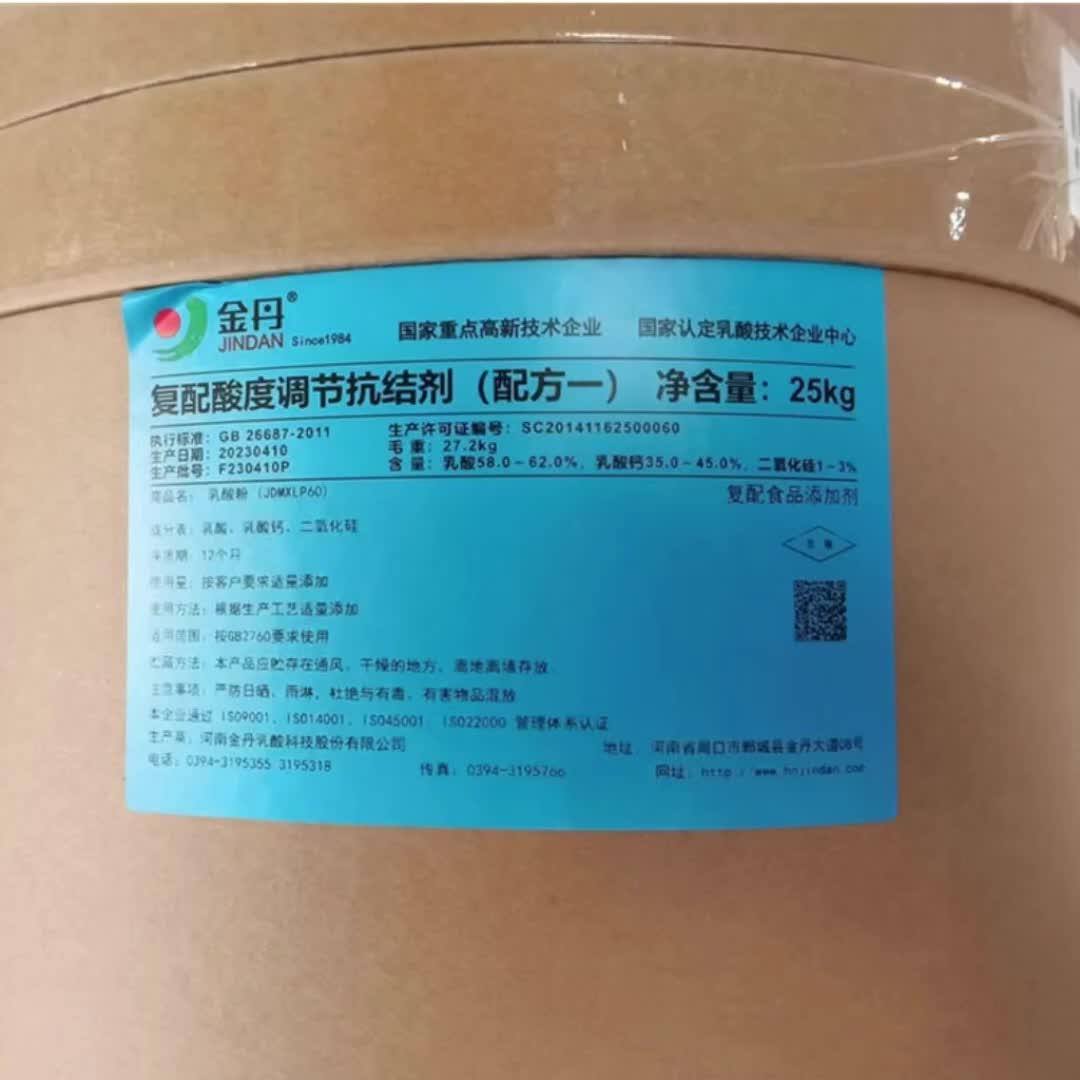 金丹®
JINDAN Since1984
国家重点高新技术企业 国家认定乳酸技术企业中心
复配酸度调节抗结剂（配方一） 净含量：25kg
执行标准：GB 26687-2011 生产许可证编号：SC20141162500060
生产日期：20230410 毛 重：27.2kg
生产批号：F230410P 含 量：乳酸58.0-62.0%，乳酸钙35.0-45.0%，二氧化硅1-3%
商品名：乳酸粉（JDMXLP60） 复配食品添加剂
成分表：乳酸、乳酸钙、二氧化硅
保质期：12个月
使用量：按客户要求适量添加
使用方法：根据生产工艺适量添加
适用范围：按GB2760要求使用
贮藏方法：本产品应贮存在通风、干燥的地方，离地离墙存放
注意事项：严防日晒、雨淋，杜绝与有毒、有害物品混放
本企业通过 ISO9001、ISO14001、ISO45001、ISO22000 管理体系认证
生产商：河南金丹乳酸科技股份有限公司 地址：河南省周口市郸城县金丹大道08号
电话：0394-3195355 3195318 传真：0394-3195766 网址：http://www.hnjindan.com